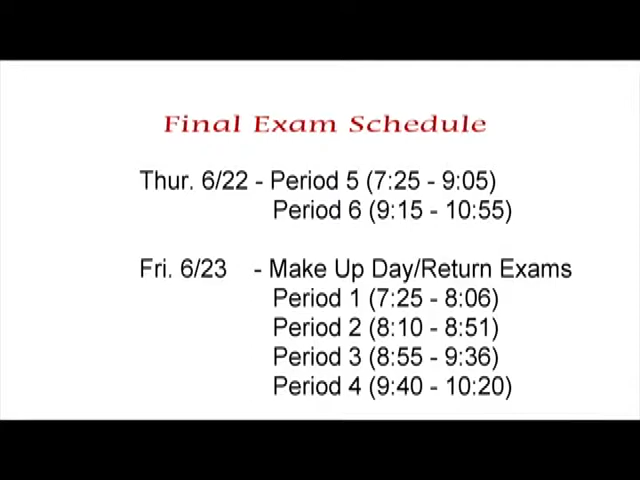 Final Exam Schedule
Thur. 6/22 - Period 5 (7:25 - 9:05)
Period 6 (9:15 - 10:55)
Fri. 6/23 - Make Up Day/Return Exams
Period 1 (7:25 - 8:06)
Period 2 (8:10 - 8:51)
Period 3 (8:55 - 9:36)
Period 4 (9:40 - 10:20)